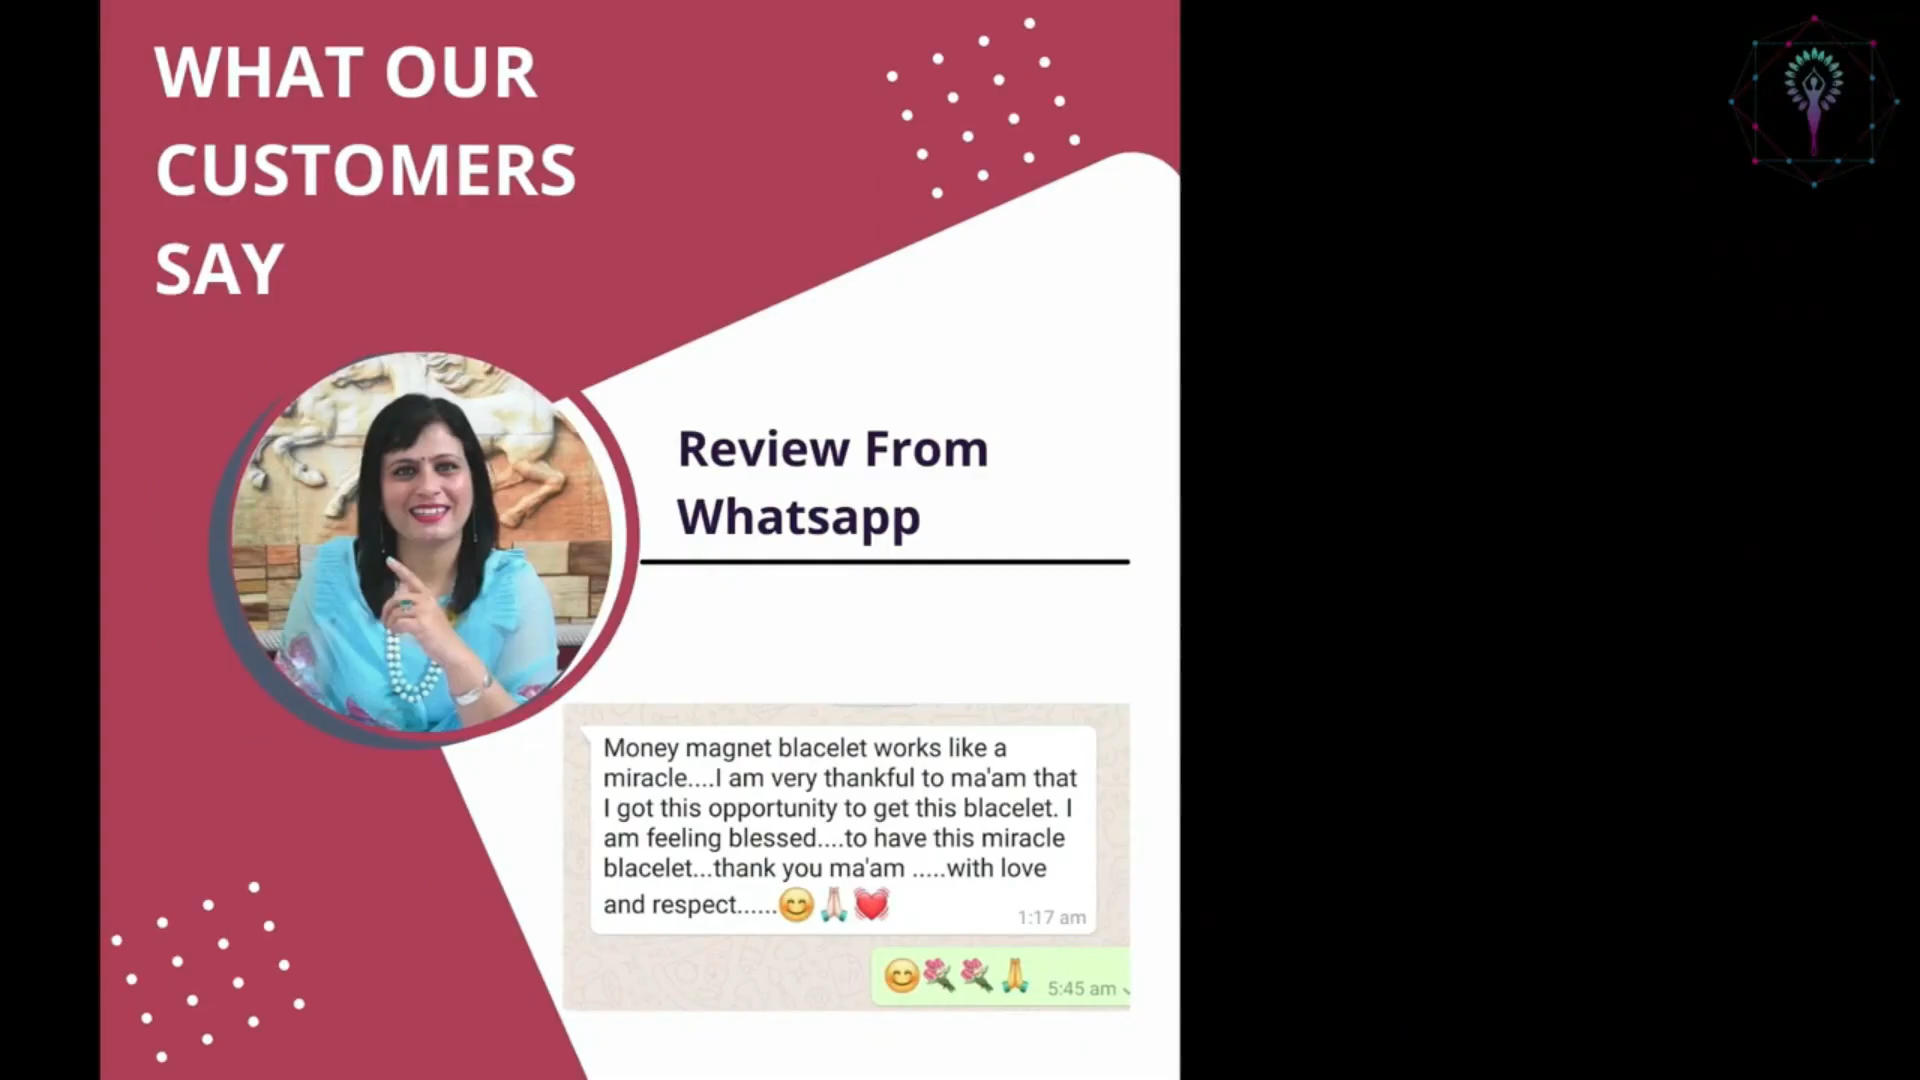 WHAT OUR
CUSTOMERS
SAY
Review From
Whatsapp
Money magnet blacelet works like a
miracle....I am very thankful to ma'am that
I got this opportunity to get this blacelet. I
am feeling blessed....to have this miracle
blacelet...thank you ma'am .....with love
and respect......😊🙏🏻💓
1:17 am
😊💐💐🙏
5:45 am